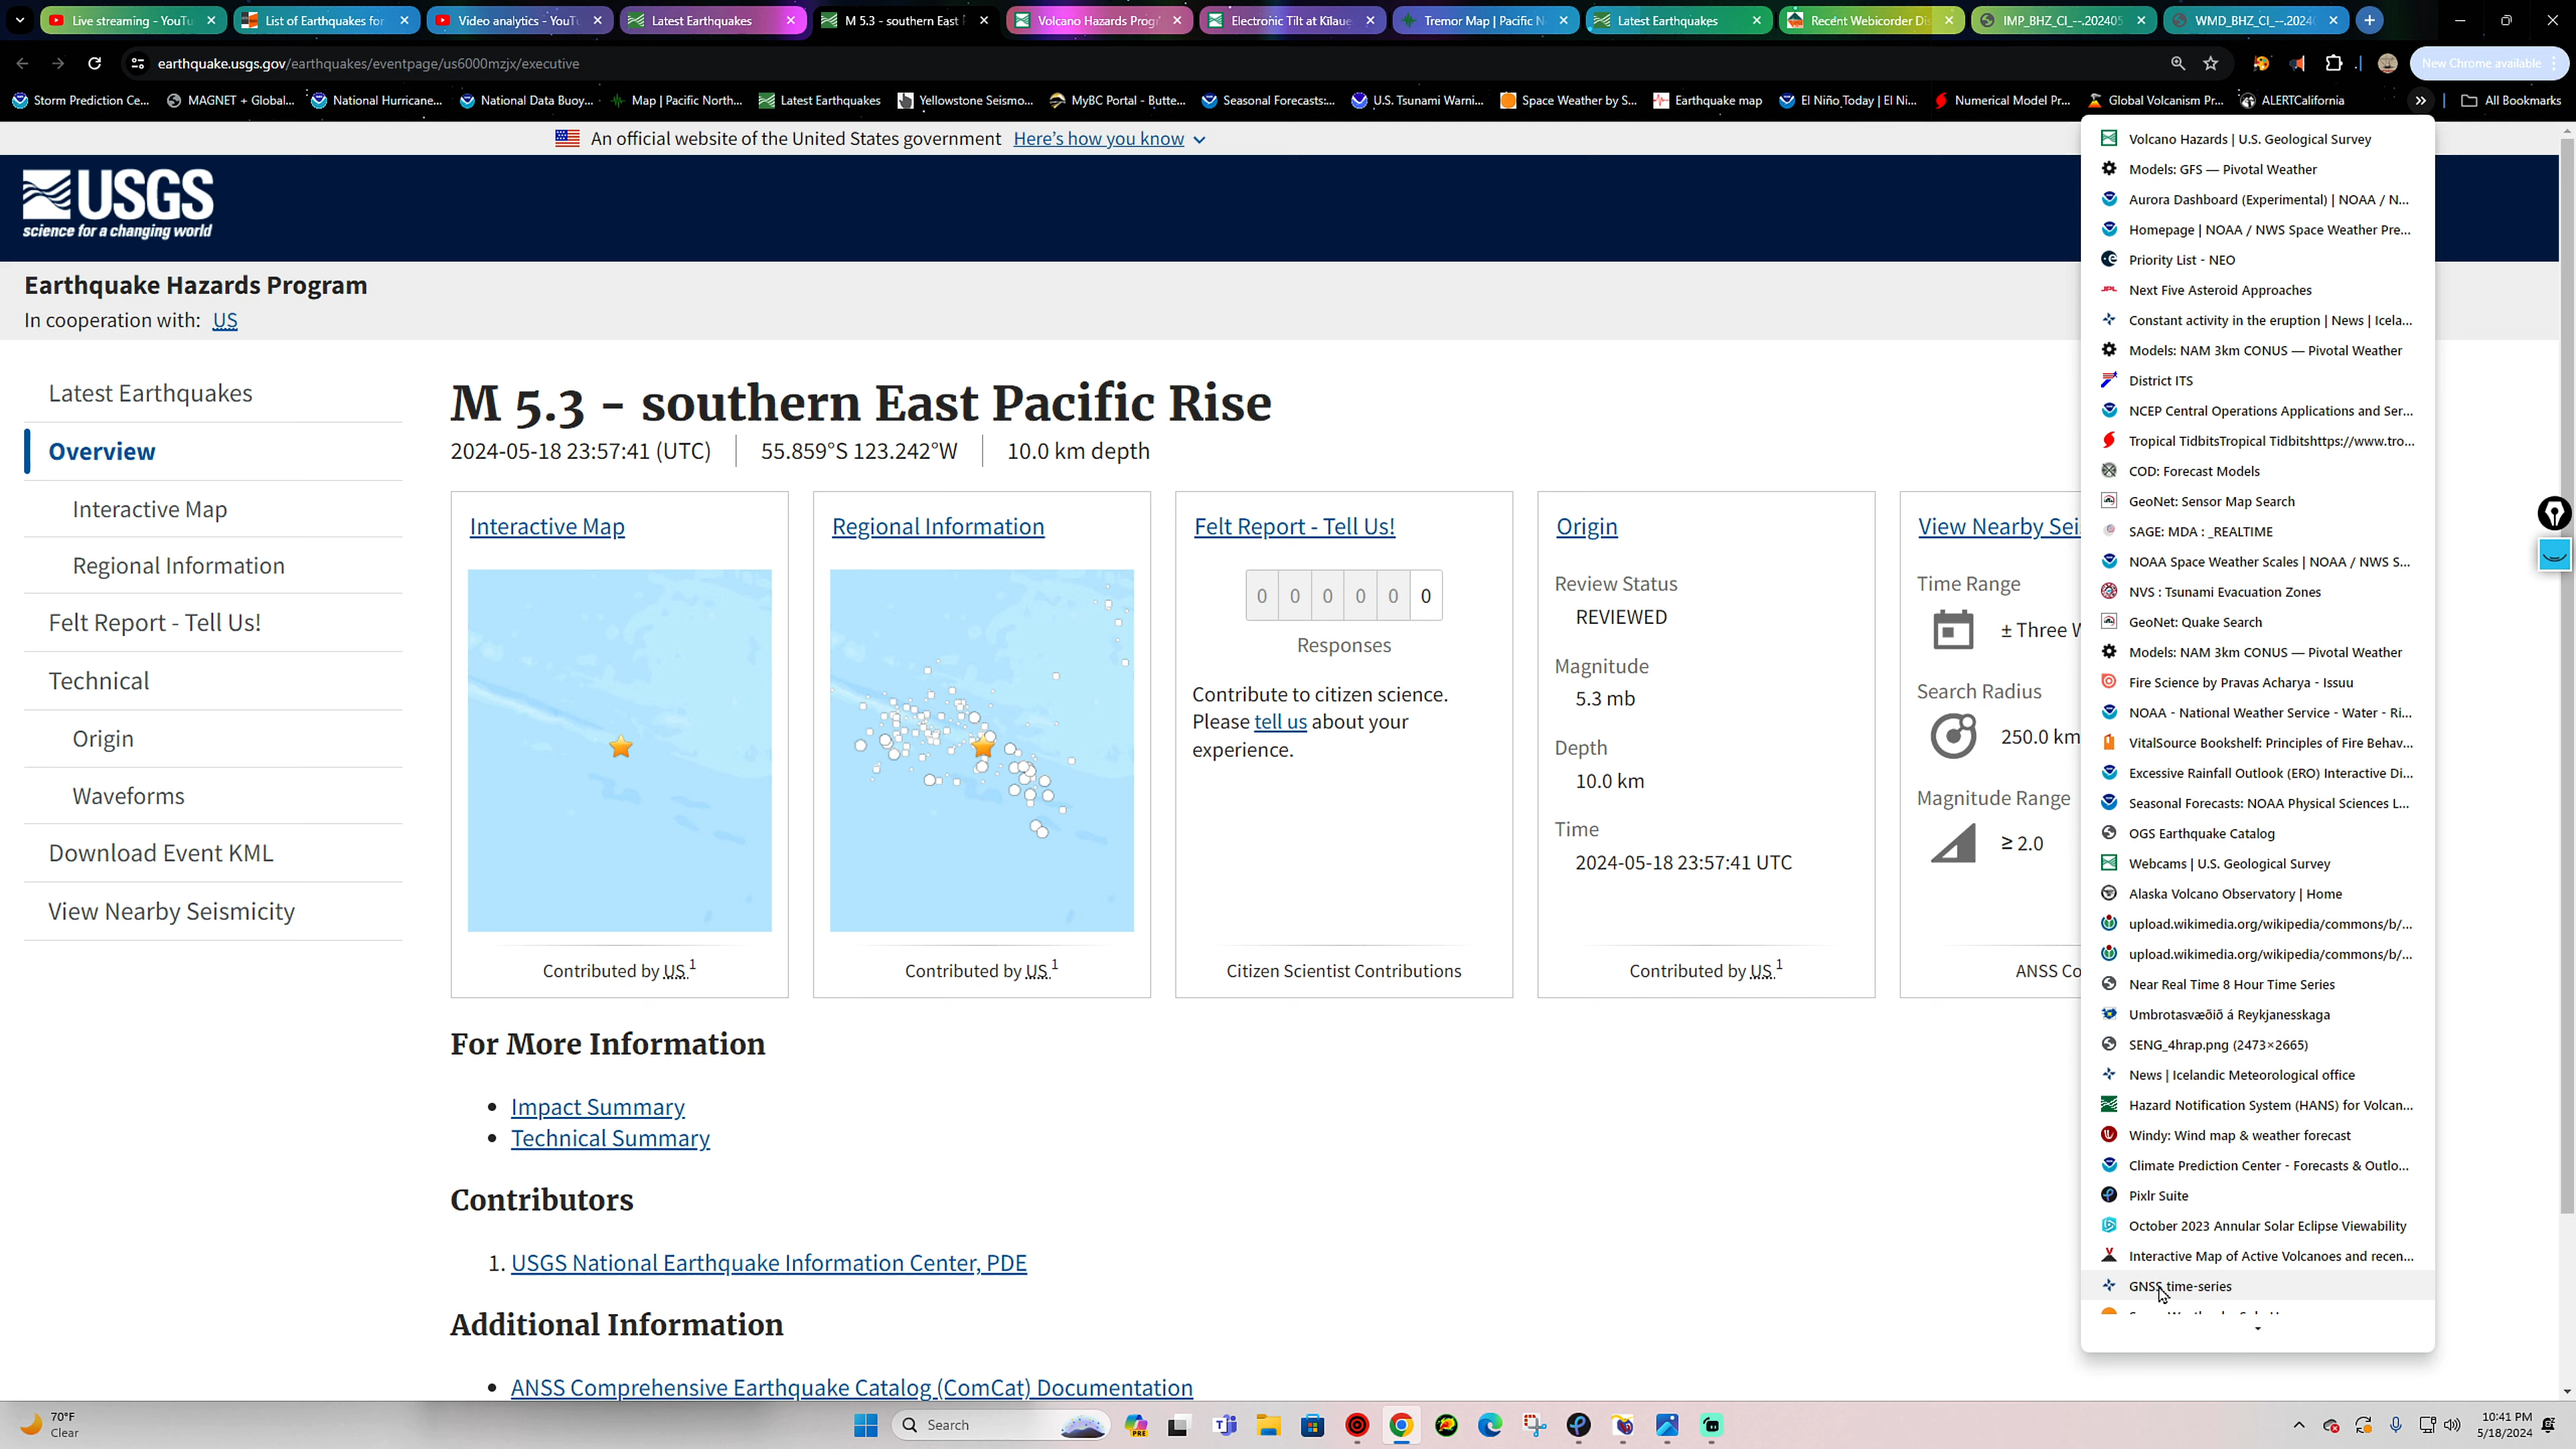 Live streaming - YouTu
List of Earthquakes for
Video analytics - YouTu
Latest Earthquakes
M 5.3 - southern East
Volcano Hazards Progr
Electronic Tilt at Kīlaue
Tremor Map | Pacific N
Latest Earthquakes
Recent Webicorder Dis
IMP_BHZ_CI_--.202405
WMD_BHZ_CI_--.2024
earthquake.usgs.gov/earthquakes/eventpage/us6000mzjx/executive
New Chrome available
Storm Prediction Ce...
MAGNET + Global...
National Hurricane...
National Data Buoy...
Map | Pacific North...
Latest Earthquakes
Yellowstone Seismo...
MyBC Portal - Butte...
Seasonal Forecasts:...
U.S. Tsunami Warni...
Space Weather by S...
Earthquake map
El Niño Today | El Ni...
Numerical Model Pr...
Global Volcanism Pr...
ALERTCalifornia
All Bookmarks
An official website of the United States government Here's how you know
USGS
science for a changing world
Earthquake Hazards Program
In cooperation with: US
Latest Earthquakes
Overview
Interactive Map
Regional Information
Felt Report - Tell Us!
Technical
Origin
Waveforms
Download Event KML
View Nearby Seismicity
M 5.3 - southern East Pacific Rise
2024-05-18 23:57:41 (UTC)
55.859°S 123.242°W
10.0 km depth
Interactive Map
Contributed by US 1
Regional Information
Contributed by US 1
Felt Report - Tell Us!
0 0 0 0 0 0
Responses
Contribute to citizen science.
Please tell us about your
experience.
Citizen Scientist Contributions
Origin
Review Status
REVIEWED
Magnitude
5.3 mb
Depth
10.0 km
Time
2024-05-18 23:57:41 UTC
Contributed by US 1
View Nearby Sei
Time Range
± Three W
Search Radius
250.0 km
Magnitude Range
≥ 2.0
ANSS Co
For More Information
Impact Summary
Technical Summary
Contributors
1. USGS National Earthquake Information Center, PDE
Additional Information
ANSS Comprehensive Earthquake Catalog (ComCat) Documentation
Volcano Hazards | U.S. Geological Survey
Models: GFS — Pivotal Weather
Aurora Dashboard (Experimental) | NOAA / N...
Homepage | NOAA / NWS Space Weather Pre...
Priority List - NEO
Next Five Asteroid Approaches
Constant activity in the eruption | News | Icela...
Models: NAM 3km CONUS — Pivotal Weather
District ITS
NCEP Central Operations Applications and Ser...
Tropical TidbitsTropical Tidbitshttps://www.tro...
COD: Forecast Models
GeoNet: Sensor Map Search
SAGE: MDA : _REALTIME
NOAA Space Weather Scales | NOAA / NWS S...
NVS : Tsunami Evacuation Zones
GeoNet: Quake Search
Models: NAM 3km CONUS — Pivotal Weather
Fire Science by Pravas Acharya - Issuu
NOAA - National Weather Service - Water - Ri...
VitalSource Bookshelf: Principles of Fire Behav...
Excessive Rainfall Outlook (ERO) Interactive Di...
Seasonal Forecasts: NOAA Physical Sciences L...
OGS Earthquake Catalog
Webcams | U.S. Geological Survey
Alaska Volcano Observatory | Home
upload.wikimedia.org/wikipedia/commons/b/...
upload.wikimedia.org/wikipedia/commons/b/...
Near Real Time 8 Hour Time Series
Umbrotasvæðið á Reykjanesskaga
SENG_4hrap.png (2473×2665)
News | Icelandic Meteorological office
Hazard Notification System (HANS) for Volcan...
Windy: Wind map & weather forecast
Climate Prediction Center - Forecasts & Outlo...
Pixlr Suite
October 2023 Annular Solar Eclipse Viewability
Interactive Map of Active Volcanoes and recen...
GNSS time-series
70°F
Clear
Search
10:41 PM
5/18/2024